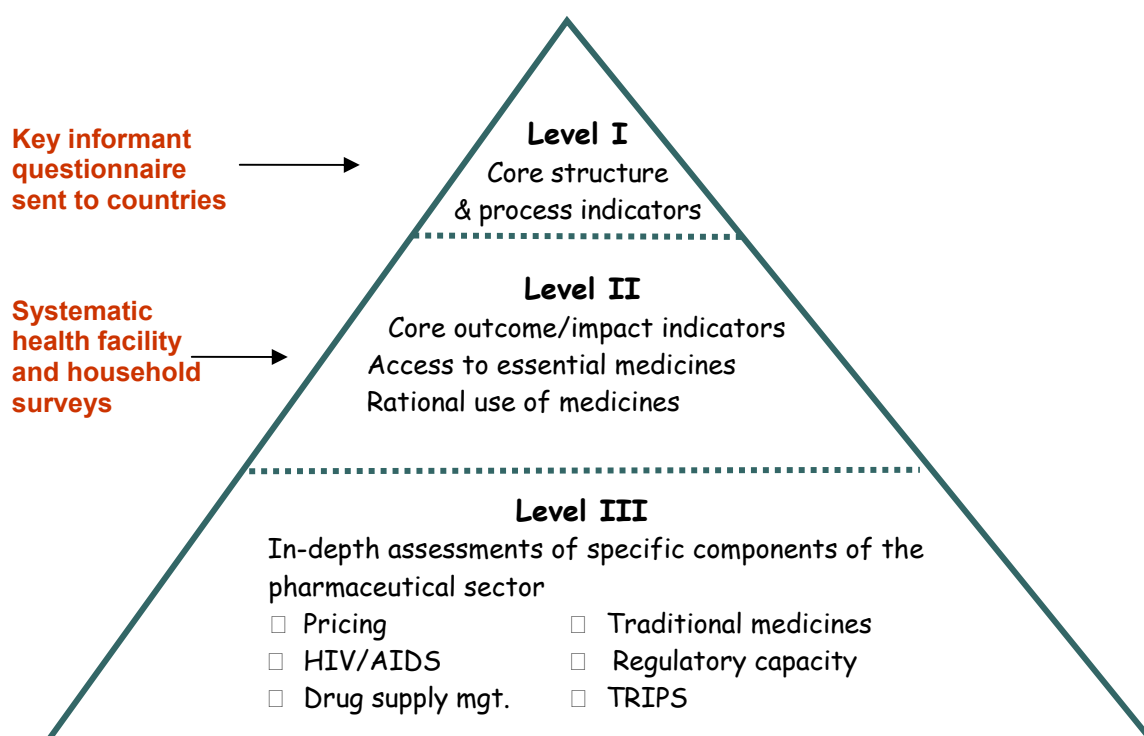 Key informant
questionnaire
sent to countries
Level I
Core structure
& process indicators
Systematic
health facility
and household
surveys
Level II
Core outcome/impact indicators
Access to essential medicines
Rational use of medicines
Level III
In-depth assessments of specific components of the
pharmaceutical sector
Pricing
HIV/AIDS
Drug supply mgt.
Traditional medicines
Regulatory capacity
TRIPS